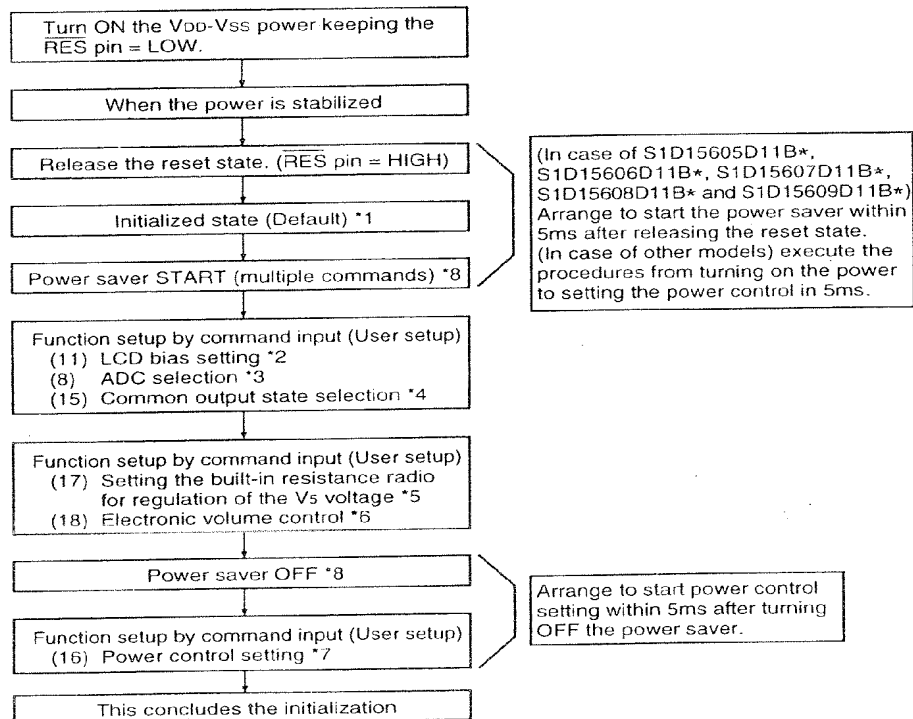 Turn ON the VDD-VSS power keeping the
RES pin = LOW.
When the power is stabilized
Release the reset state. (RES pin = HIGH)
Initialized state (Default) *1
Power saver START (multiple commands) *8
(In case of S1D15605D11B*,
S1D15606D11B*, S1D15607D11B*,
S1D15608D11B* and S1D15609D11B*)
Arrange to start the power saver within
5ms after releasing the reset state.
(In case of other models) execute the
procedures from turning on the power
to setting the power control in 5ms.
Function setup by command input (User setup)
(11) LCD bias setting *2
(8) ADC selection *3
(15) Common output state selection *4
Function setup by command input (User setup)
(17) Setting the built-in resistance radio
for regulation of the V5 voltage *5
(18) Electronic volume control *6
Power saver OFF *8
Function setup by command input (User setup)
(16) Power control setting *7
Arrange to start power control
setting within 5ms after turning
OFF the power saver.
This concludes the initialization